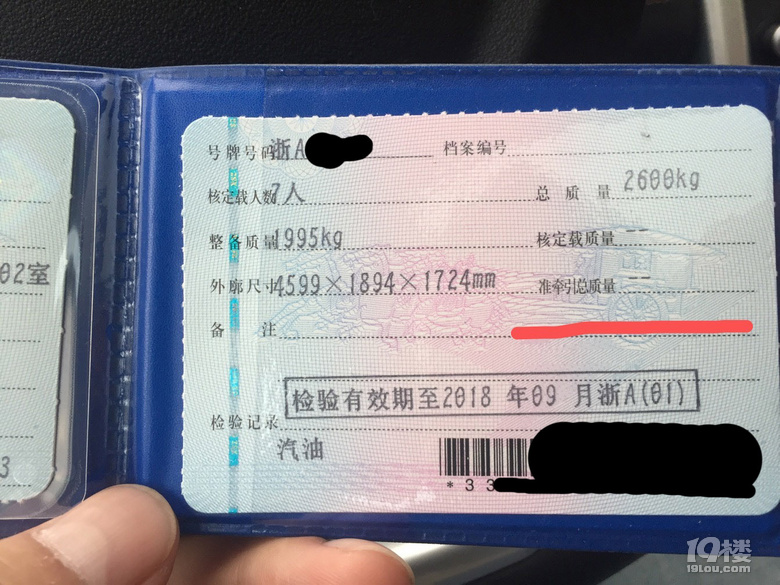 号牌号码 浙A 档案编号
核定载人数 7人 总质量 2600kg
整备质量 1995kg 核定载质量 --
外廓尺寸 4599×1894×1724mm 准牵引总质量 --
备注
检验有效期至2018 年09 月浙A(01)
检验记录
汽油
*33
02室
3
19楼
19lou.com